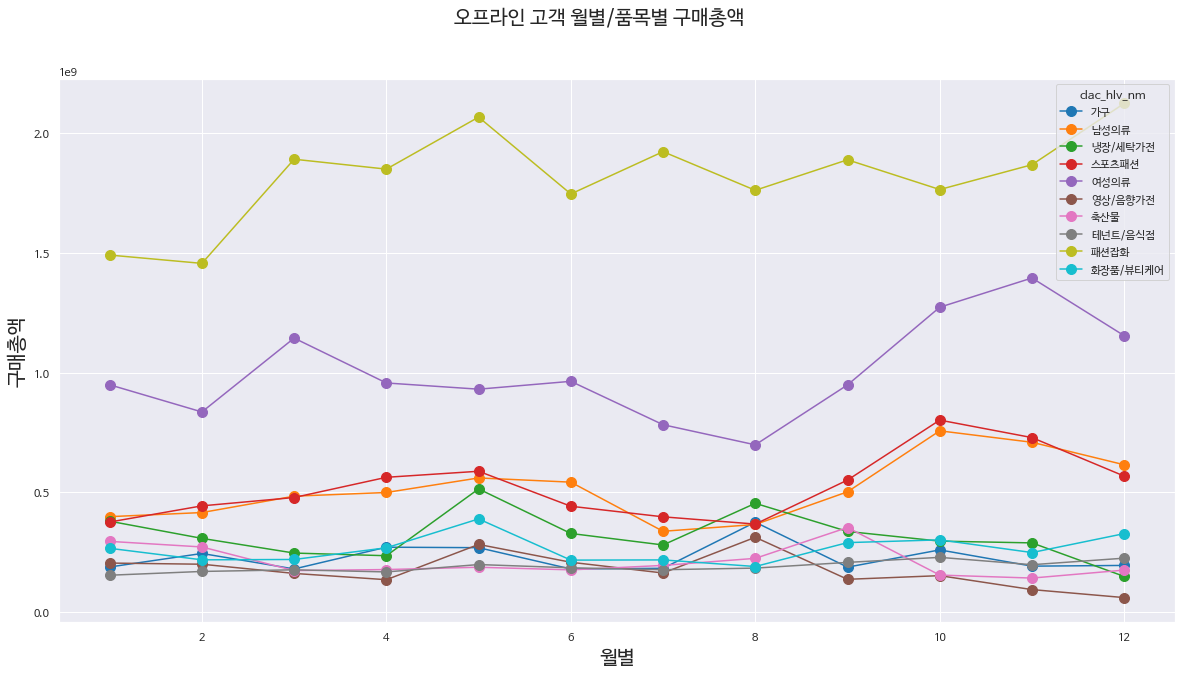 오프라인 고객 월별/품목별 구매총액
1e9
2.0
1.5
1.0
0.5
0.0
구매총액
2
4
6
8
10
12
월별
clac_hlv_nm
가구
남성의류
냉장/세탁가전
스포츠패션
여성의류
영상/음향가전
축산물
테넌트/음식점
패션잡화
화장품/뷰티케어